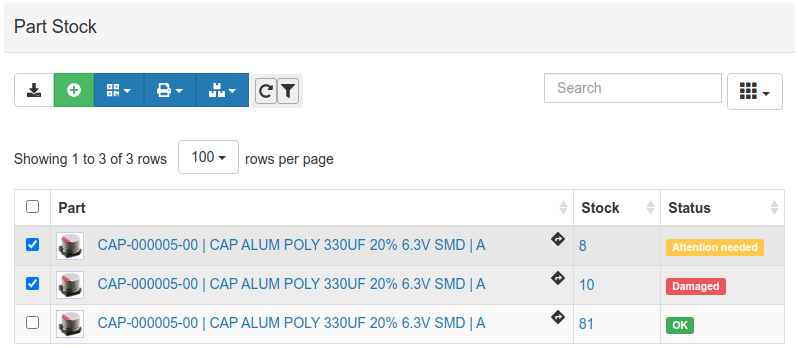 Part Stock
Search
Showing 1 to 3 of 3 rows 100 rows per page
Part Stock Status
CAP-000005-00 | CAP ALUM POLY 330UF 20% 6.3V SMD | A 8 Attention needed
CAP-000005-00 | CAP ALUM POLY 330UF 20% 6.3V SMD | A 10 Damaged
CAP-000005-00 | CAP ALUM POLY 330UF 20% 6.3V SMD | A 81 OK